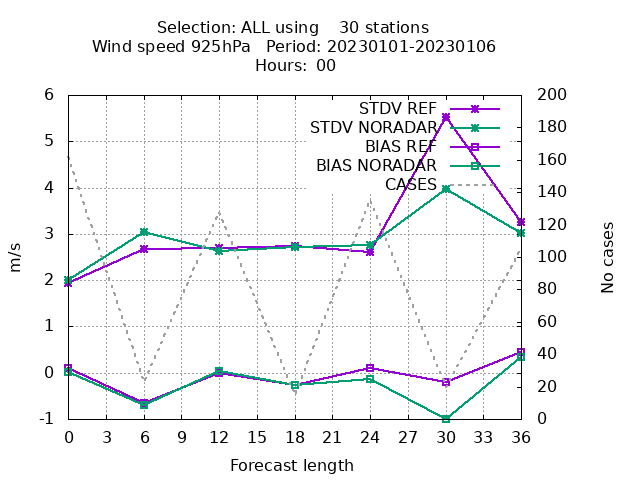 Selection: ALL using    30 stations
Wind speed 925hPa   Period: 20230101-20230106
Hours: 00
6
5
4
3
2
1
0
-1
m/s
STDV REF
STDV NORADAR
BIAS REF
BIAS NORADAR
CASES
200
180
160
140
120
100
80
60
40
20
0
No cases
0 3 6 9 12 15 18 21 24 27 30 33 36
Forecast length